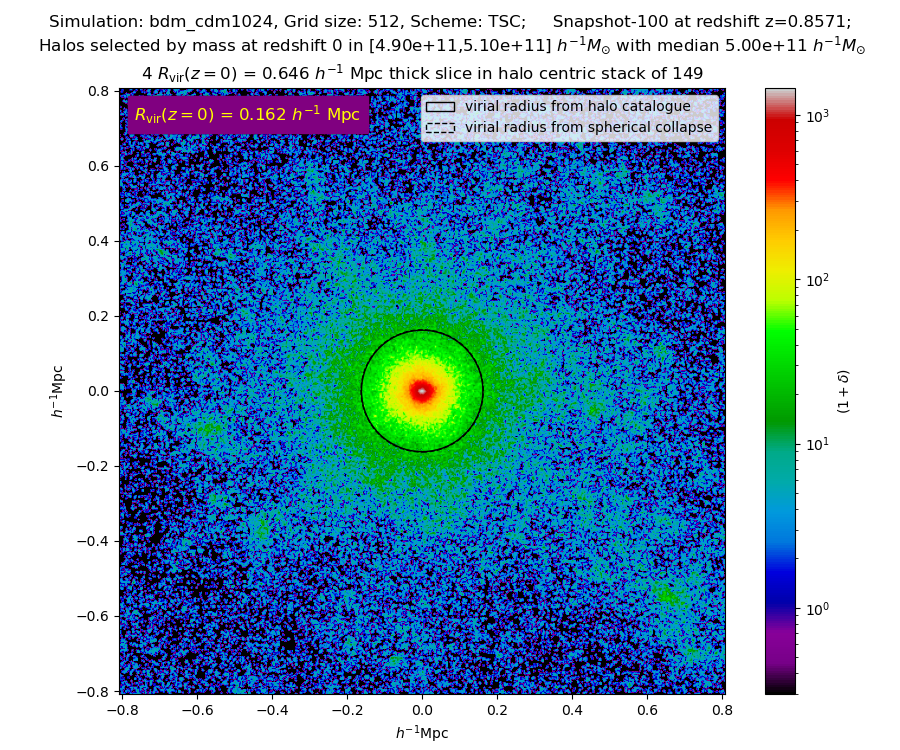 Simulation: bdm_cdm1024, Grid size: 512, Scheme: TSC;     Snapshot-100 at redshift z=0.8571;
Halos selected by mass at redshift 0 in [4.90e+11,5.10e+11] h⁻¹M⊙ with median 5.00e+11 h⁻¹M⊙
4 Rvir(z = 0) = 0.646 h⁻¹ Mpc thick slice in halo centric stack of 149
Rvir(z = 0) = 0.162 h⁻¹ Mpc
virial radius from halo catalogue
virial radius from spherical collapse
0.8
0.6
0.4
0.2
0.0
−0.2
−0.4
−0.6
−0.8
h⁻¹Mpc
−0.8
−0.6
−0.4
−0.2
0.0
0.2
0.4
0.6
0.8
h⁻¹Mpc
10³
10²
10¹
10⁰
(1 + δ)